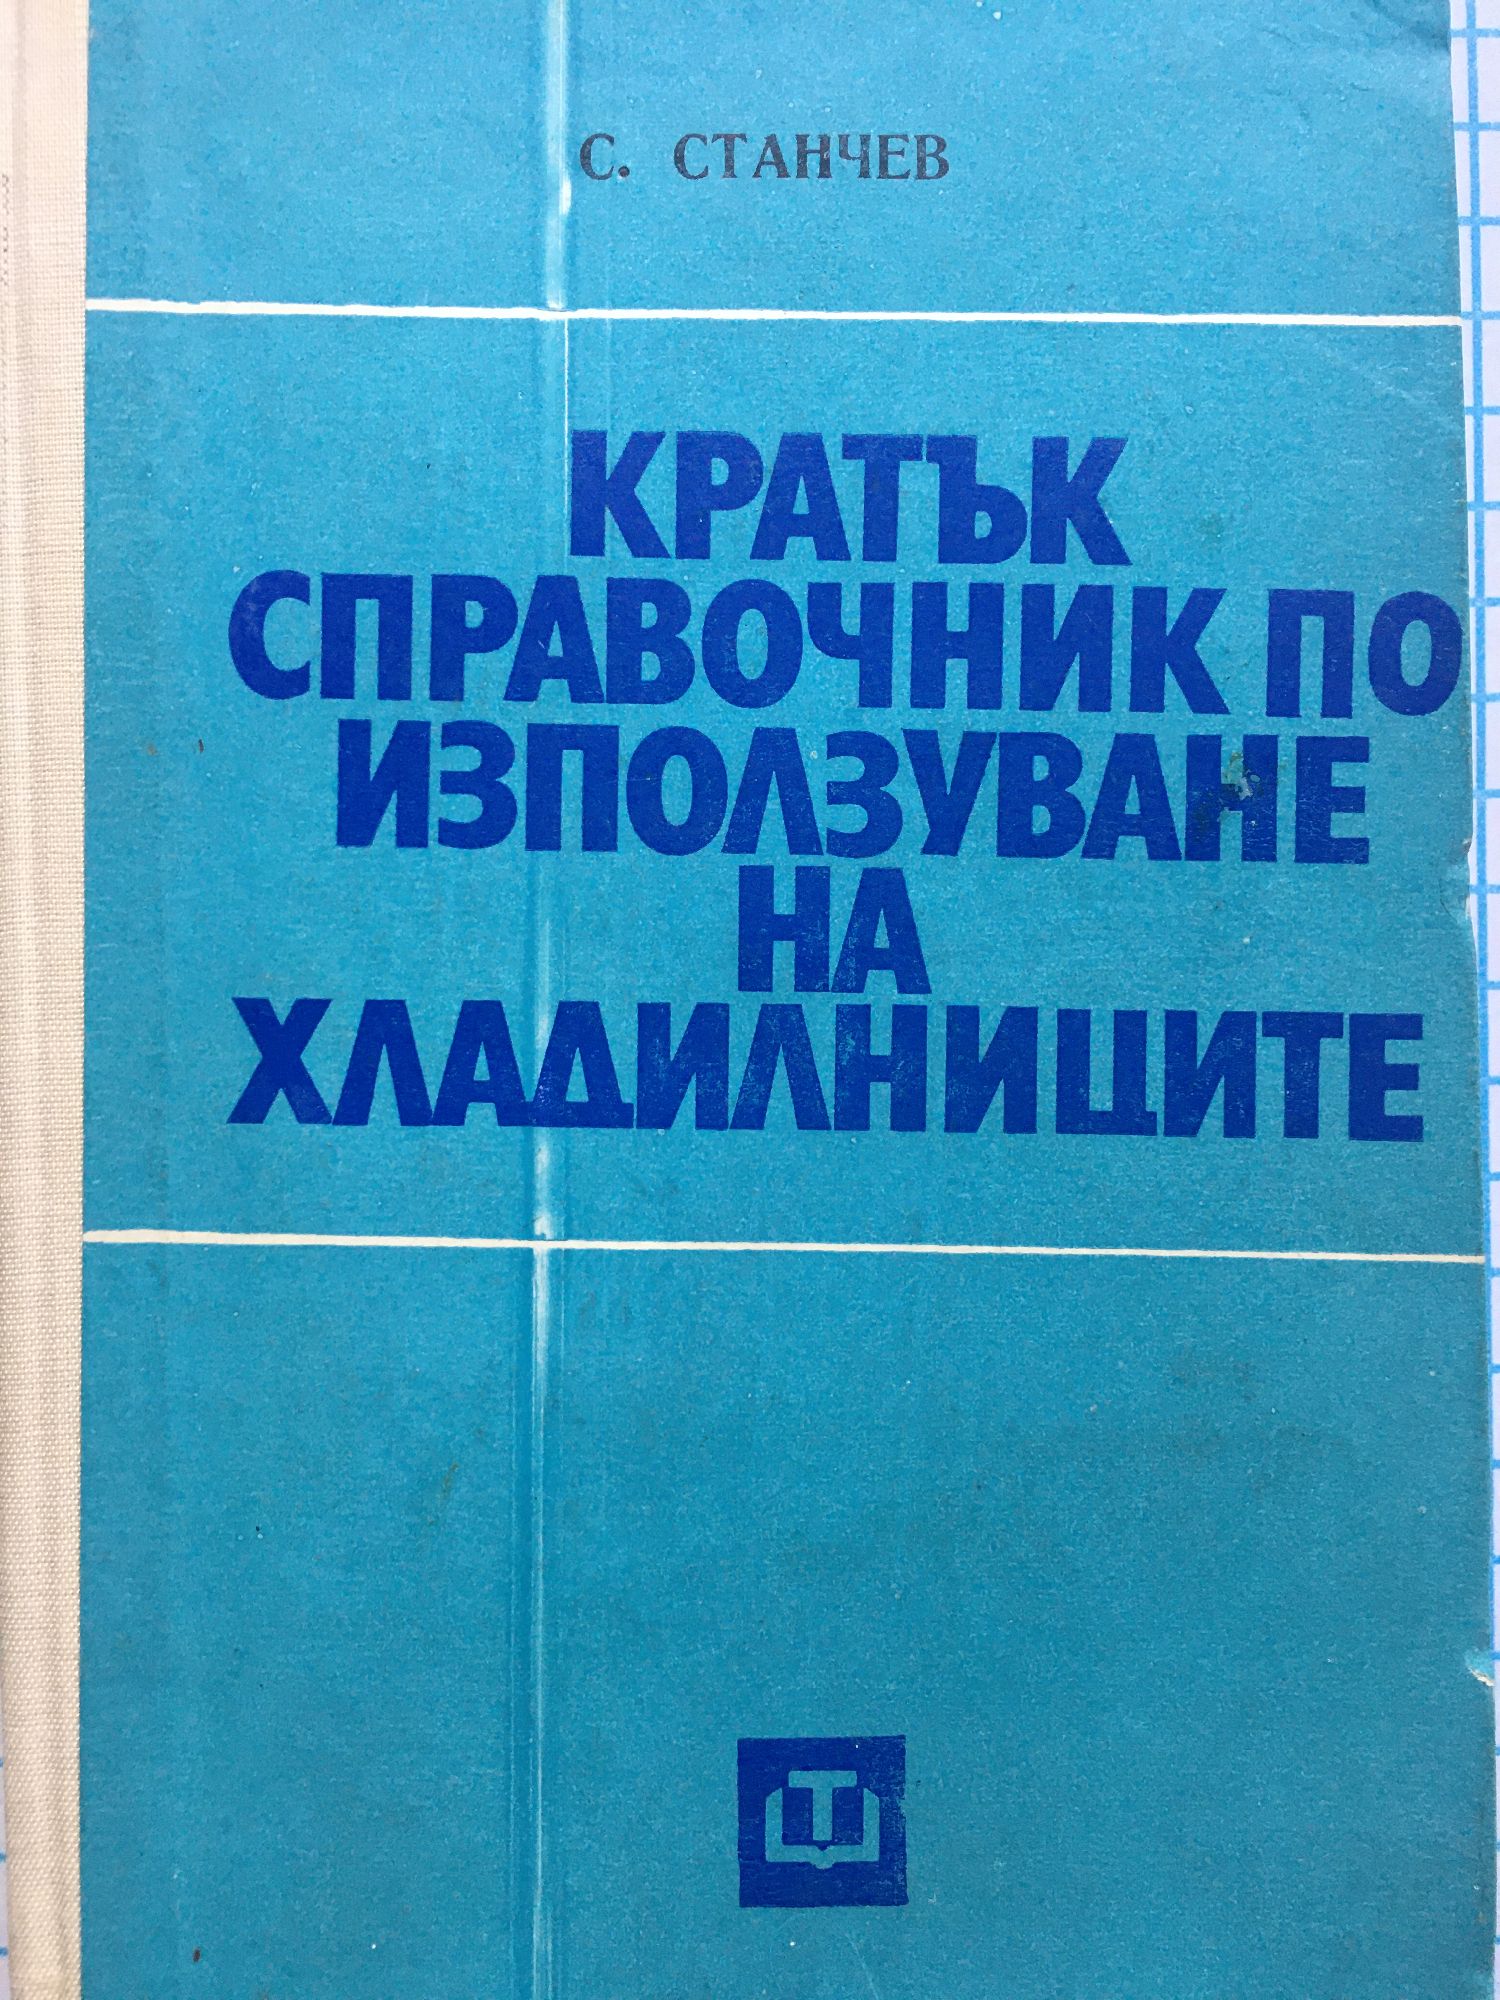 С. СТАНЧЕВ
КРАТЪК
СПРАВОЧНИК ПО
ИЗПОЛЗУВАНЕ
НА
ХЛАДИЛНИЦИТЕ
Т